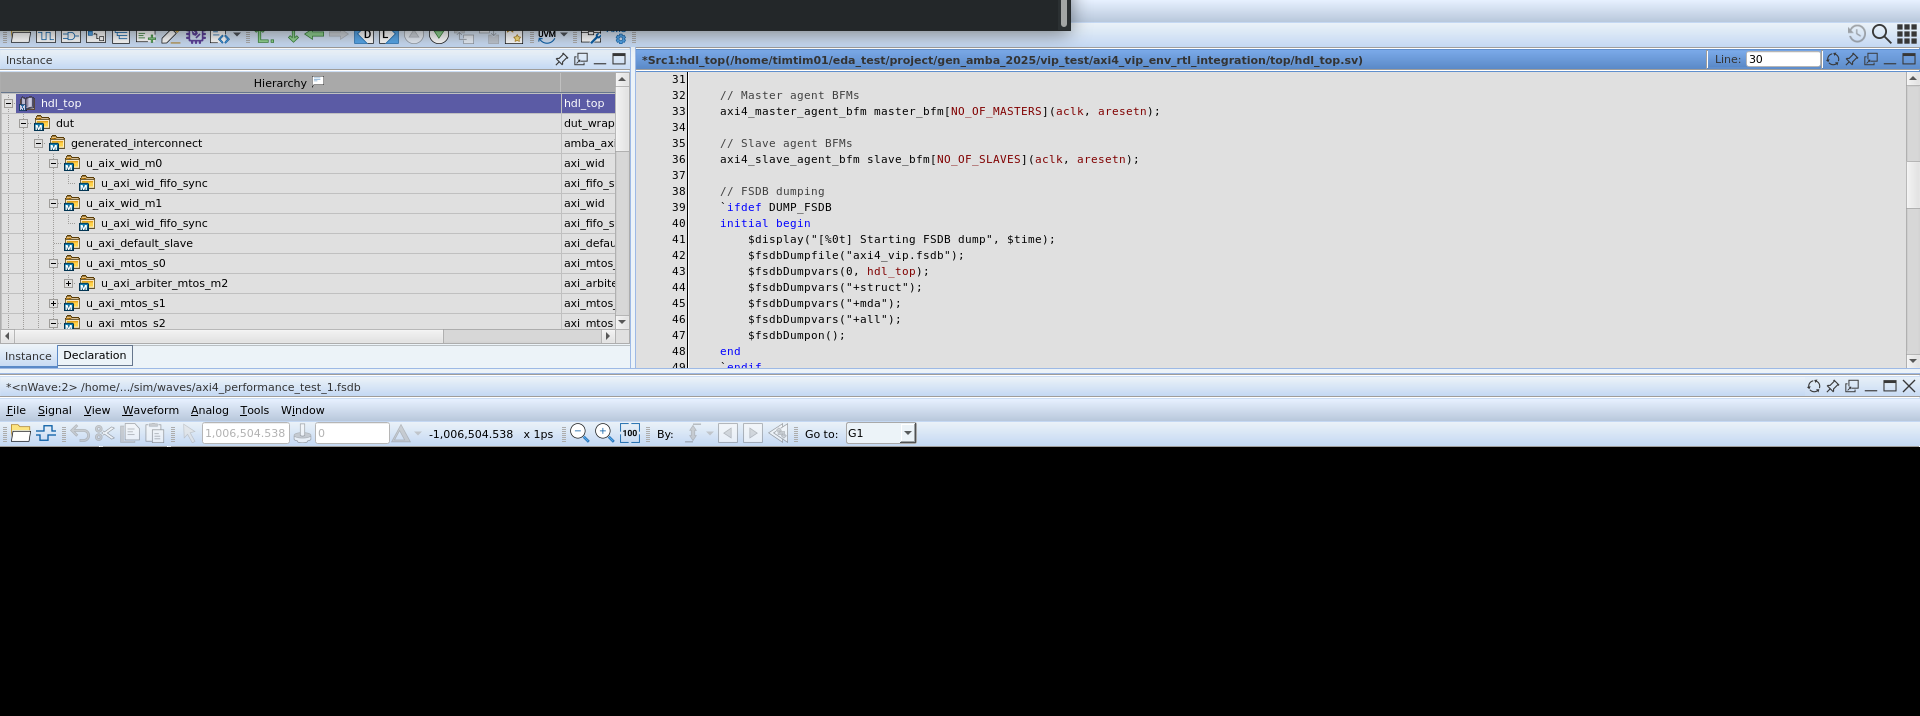 D
L
UVM
Instance
Hierarchy
hdl_top hdl_top
dut dut_wrap
generated_interconnect amba_ax
u_aix_wid_m0 axi_wid
u_axi_wid_fifo_sync axi_fifo_s
u_aix_wid_m1 axi_wid
u_axi_wid_fifo_sync axi_fifo_s
u_axi_default_slave axi_defau
u_axi_mtos_s0 axi_mtos_
u_axi_arbiter_mtos_m2 axi_arbite
u_axi_mtos_s1 axi_mtos_
u_axi_mtos_s2 axi_mtos
Instance Declaration
*Src1:hdl_top(/home/timtim01/eda_test/project/gen_amba_2025/vip_test/axi4_vip_env_rtl_integration/top/hdl_top.sv) Line: 30
31
32 // Master agent BFMs
33 axi4_master_agent_bfm master_bfm[NO_OF_MASTERS](aclk, aresetn);
34
35 // Slave agent BFMs
36 axi4_slave_agent_bfm slave_bfm[NO_OF_SLAVES](aclk, aresetn);
37
38 // FSDB dumping
39 `ifdef DUMP_FSDB
40 initial begin
41 $display("[%0t] Starting FSDB dump", $time);
42 $fsdbDumpfile("axi4_vip.fsdb");
43 $fsdbDumpvars(0, hdl_top);
44 $fsdbDumpvars("+struct");
45 $fsdbDumpvars("+mda");
46 $fsdbDumpvars("+all");
47 $fsdbDumpon();
48 end
49 `endif
*<nWave:2> /home/.../sim/waves/axi4_performance_test_1.fsdb
File Signal View Waveform Analog Tools Window
1,006,504.538 0 -1,006,504.538 x 1ps 100 By: Go to: G1